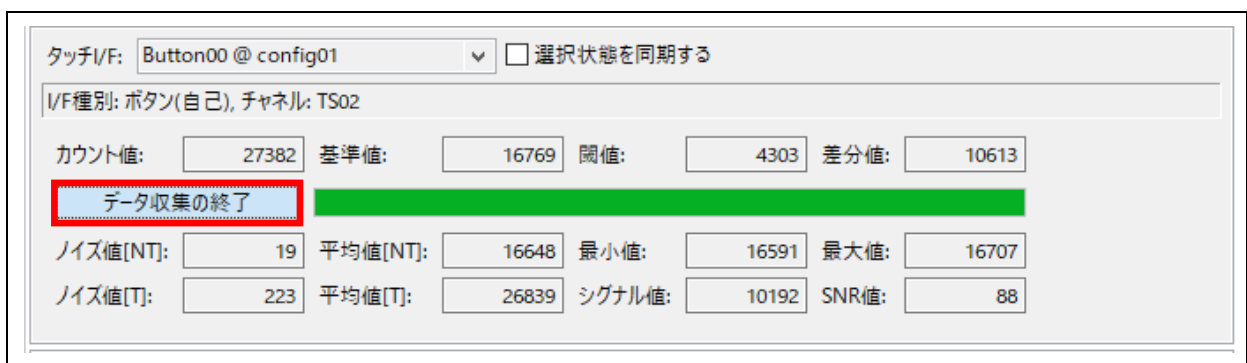 タッチI/F: Button00 @ config01 選択状態を同期する
I/F種別: ボタン(自己), チャネル: TS02
カウント値: 27382 基準値: 16769 閾値: 4303 差分値: 10613
データ収集の終了
ノイズ値[NT]: 19 平均値[NT]: 16648 最小値: 16591 最大値: 16707
ノイズ値[T]: 223 平均値[T]: 26839 シグナル値: 10192 SNR値: 88